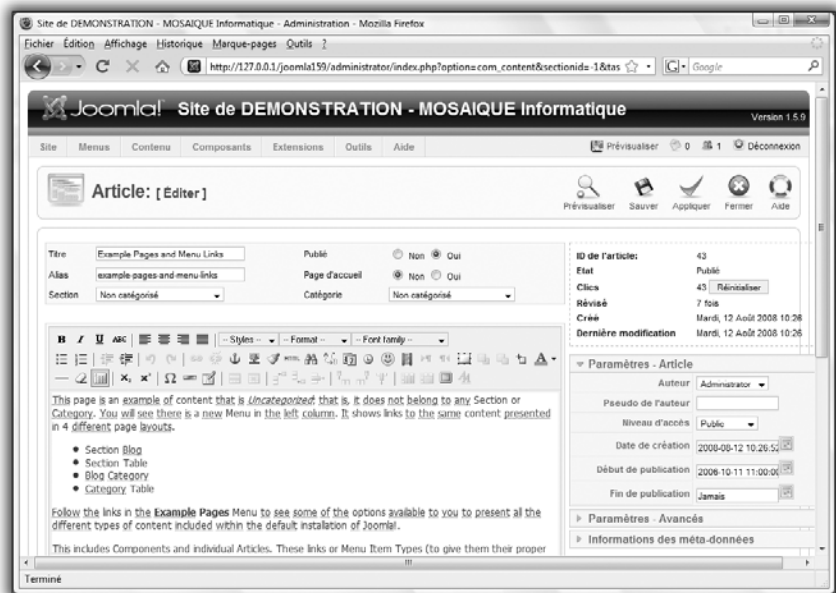 Site de DEMONSTRATION - MOSAIQUE Informatique - Administration - Mozilla Firefox
Fichier Édition Affichage Historique Marque-pages Outils ?
http://127.0.0.1/joomla159/administrator/index.php?option=com_content&sectionid=-1&tas
Google
Joomla! Site de DEMONSTRATION - MOSAIQUE Informatique
Version 1.5.9
Site Menus Contenu Composants Extensions Outils Aide
Prévisualiser 0 1 Déconnexion
Article: [ Éditer ]
Prévisualiser Sauver Appliquer Fermer Aide
Titre Example Pages and Menu Links Publié Non Oui
Alias example-pages-and-menu-links Page d'accueil Non Oui
Section Non catégorisé Catégorie Non catégorisé
ID de l'article: 43
Etat Publié
Clics 43 Réinitialiser
Révisé 7 fois
Créé Mardi, 12 Août 2008 10:26
Dernière modification Mardi, 12 Août 2008 10:26
B I U ABC -- Styles -- -- Format -- -- Font family --
HTML
This page is an example of content that is Uncategorized; that is, it does not belong to any Section or
Category. You will see there is a new Menu in the left column. It shows links to the same content presented
in 4 different page layouts.
Section Blog
Section Table
Blog Category
Category Table
Follow the links in the Example Pages Menu to see some of the options available to you to present all the
different types of content included within the default installation of Joomla!.
This includes Components and individual Articles. These links or Menu Item Types (to give them their proper
Paramètres - Article
Auteur Administrator
Pseudo de l'auteur
Niveau d'accès Public
Date de création 2008-08-12 10:26:52
Début de publication 2006-10-11 11:00:00
Fin de publication Jamais
Paramètres - Avancés
Informations des méta-données
Terminé